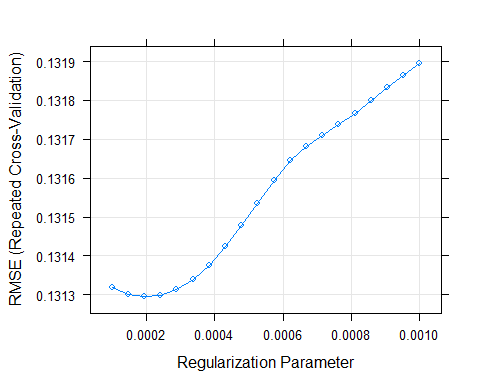 RMSE (Repeated Cross-Validation)
0.1319
0.1318
0.1317
0.1316
0.1315
0.1314
0.1313
0.0002 0.0004 0.0006 0.0008 0.0010
Regularization Parameter